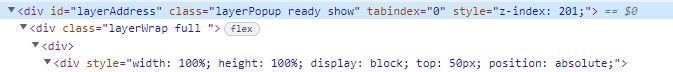 ▼<div id="layerAddress" class="layerPopup ready show" tabindex="0" style="z-index: 201;"> == $0
▼<div class="layerWrap full "> flex
▼<div>
▼<div style="width: 100%; height: 100%; display: block; top: 50px; position: absolute;">